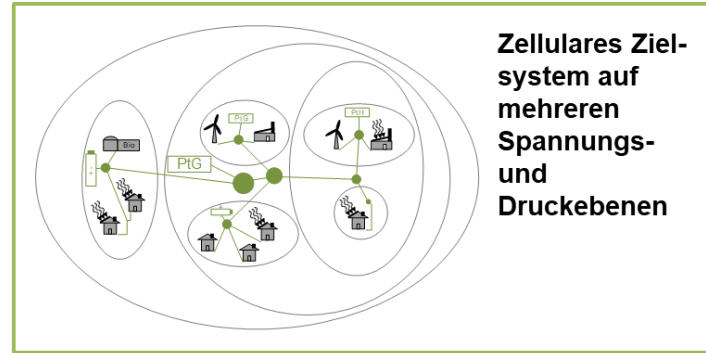 Zellulares Ziel-
system auf
mehreren
Spannungs-
und
Druckebenen
PtG
PtH
Bio
PtG